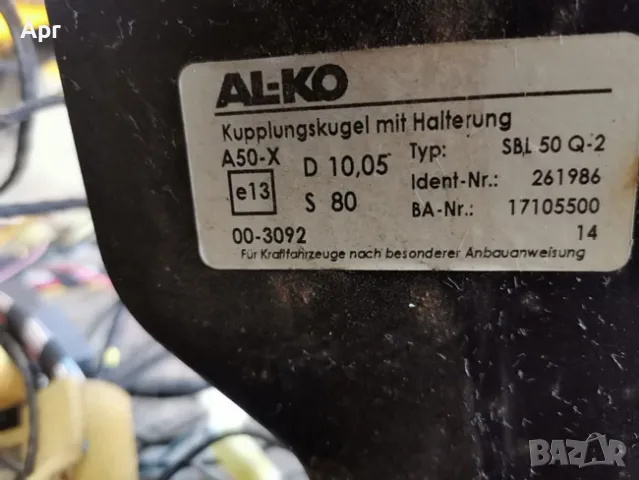 Apr
AL-KO
Kupplungskugel mit Halterung
A50-X D 10,05 Typ: SBL 50 Q-2
e13 S 80 Ident-Nr.: 261986
BA-Nr.: 17105500
00-3092 14
Für Kraftfahrzeuge nach besonderer Anbauanweisung
BAZAR